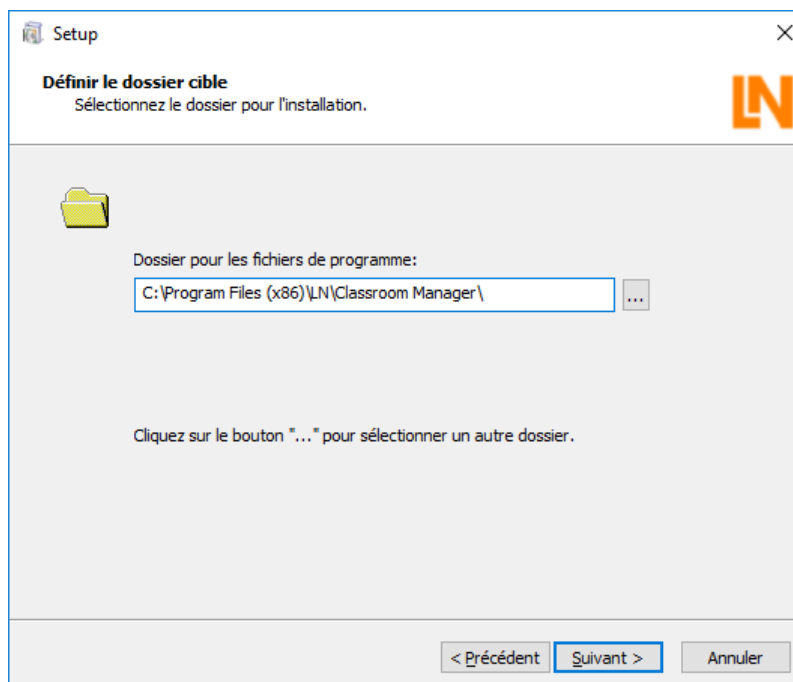 Setup
Définir le dossier cible
Sélectionnez le dossier pour l'installation.
LN
Dossier pour les fichiers de programme:
C:\Program Files (x86)\LN\Classroom Manager\
...
Cliquez sur le bouton "..." pour sélectionner un autre dossier.
< Précédent
Suivant >
Annuler